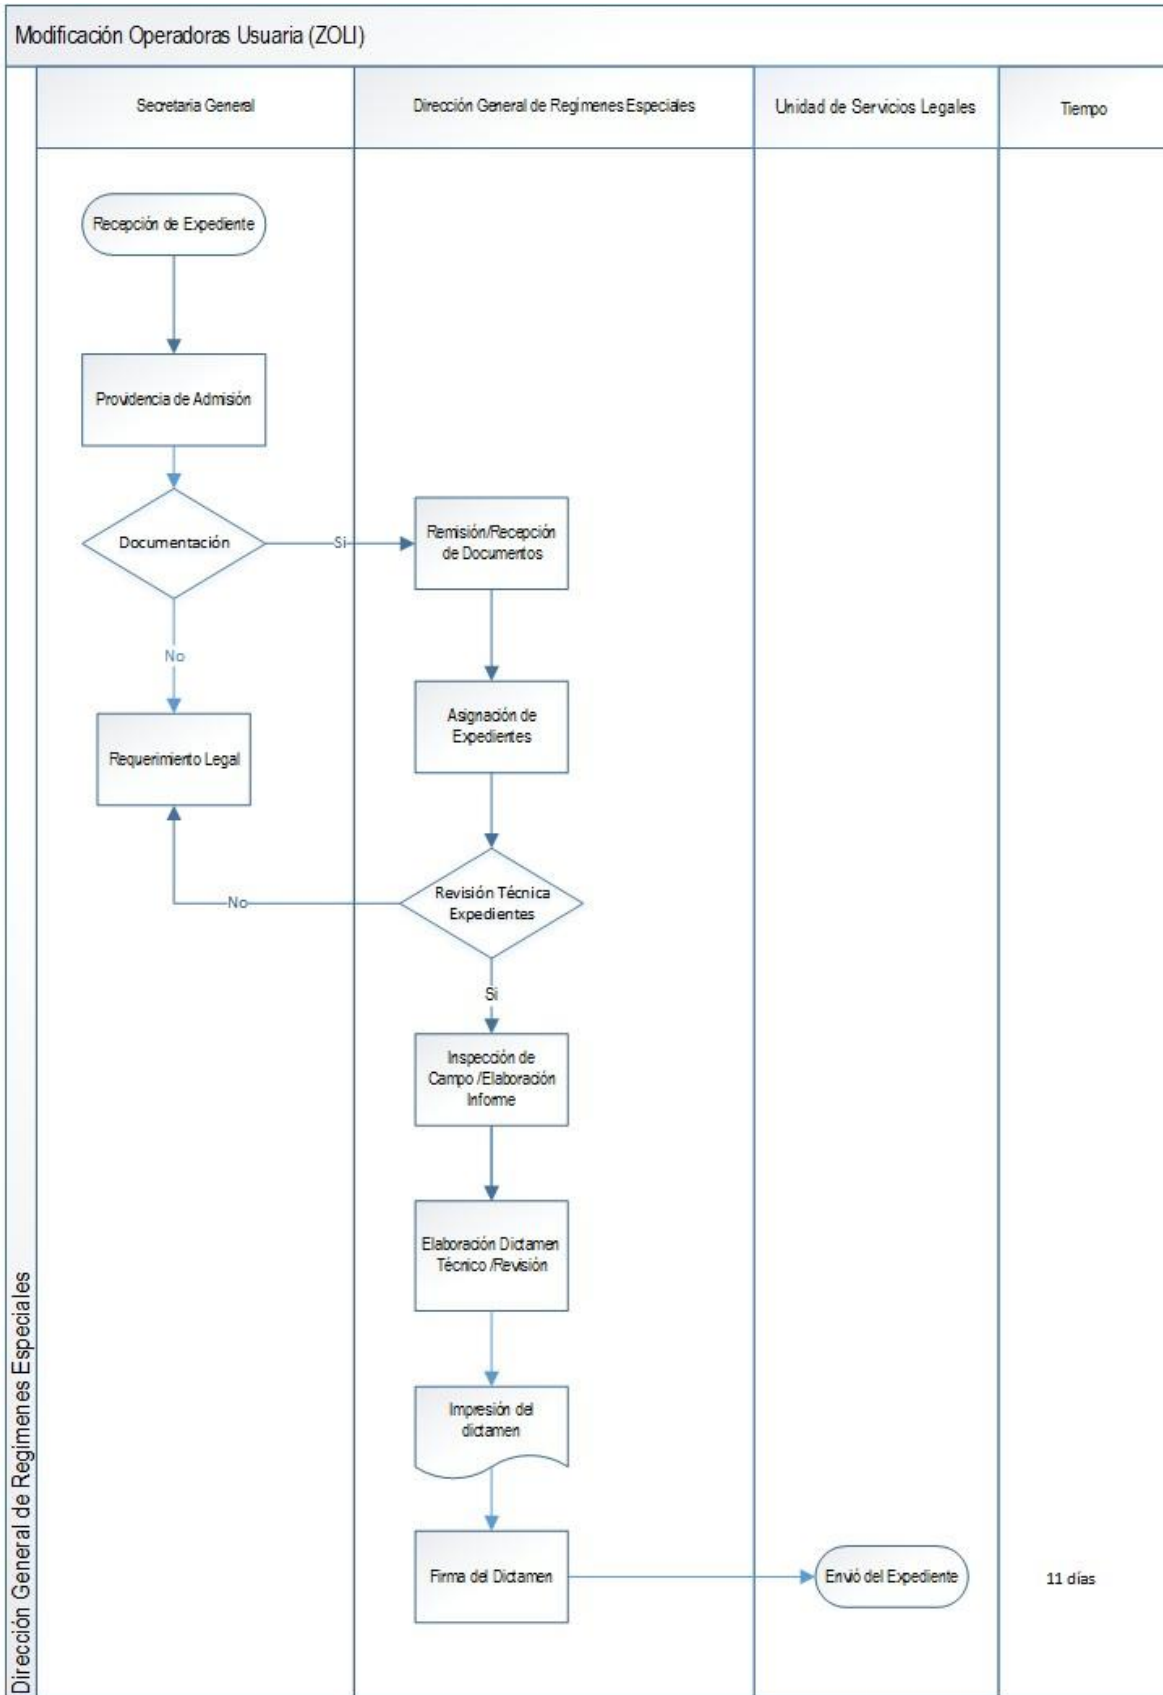 Modificación Operadoras Usuaria (ZOLI)
Secretaria General
Dirección General de Regímenes Especiales
Unidad de Servicios Legales
Tiempo
Recepción de Expediente
Providencia de Admisión
Documentación
Si
Remisión/Recepción
de Documentos
No
Asignación de
Expedientes
Requerimiento Legal
Revisión Técnica
Expedientes
No
Si
Inspección de
Campo /Elaboración
Informe
Elaboración Dictamen
Técnico /Revisión
Impresión del
dictamen
Firma del Dictamen
Envió del Expediente
11 días
Dirección General de Regimenes Especiales